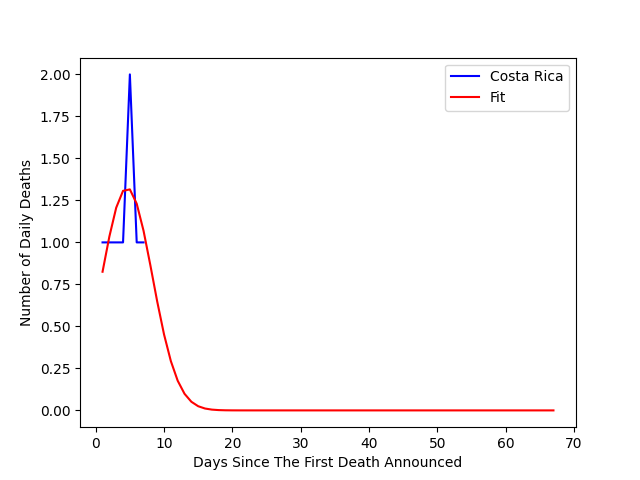 Costa Rica
Fit
2.00
1.75
1.50
1.25
1.00
0.75
0.50
0.25
0.00
Number of Daily Deaths
0 10 20 30 40 50 60 70
Days Since The First Death Announced